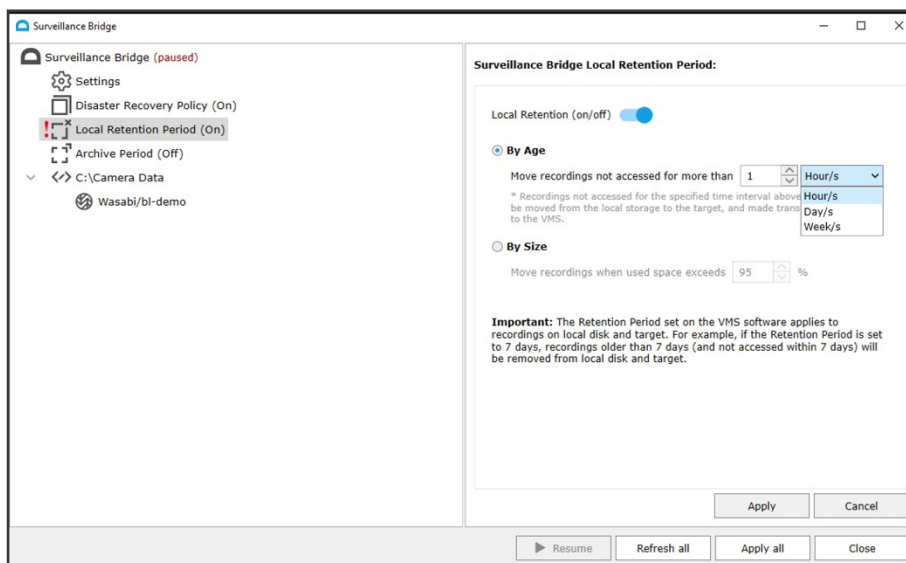 Surveillance Bridge
Surveillance Bridge (paused)
Settings
Disaster Recovery Policy (On)
! Local Retention Period (On)
Archive Period (Off)
C:\Camera Data
Wasabi/bl-demo
Surveillance Bridge Local Retention Period:
Local Retention (on/off)
By Age
Move recordings not accessed for more than 1 Hour/s
Hour/s
Day/s
Week/s
* Recordings not accessed for the specified time interval above
be moved from the local storage to the target, and made trans
to the VMS.
By Size
Move recordings when used space exceeds 95 %
Important: The Retention Period set on the VMS software applies to
recordings on local disk and target. For example, if the Retention Period is set
to 7 days, recordings older than 7 days (and not accessed within 7 days) will
be removed from local disk and target.
Apply Cancel
Resume Refresh all Apply all Close